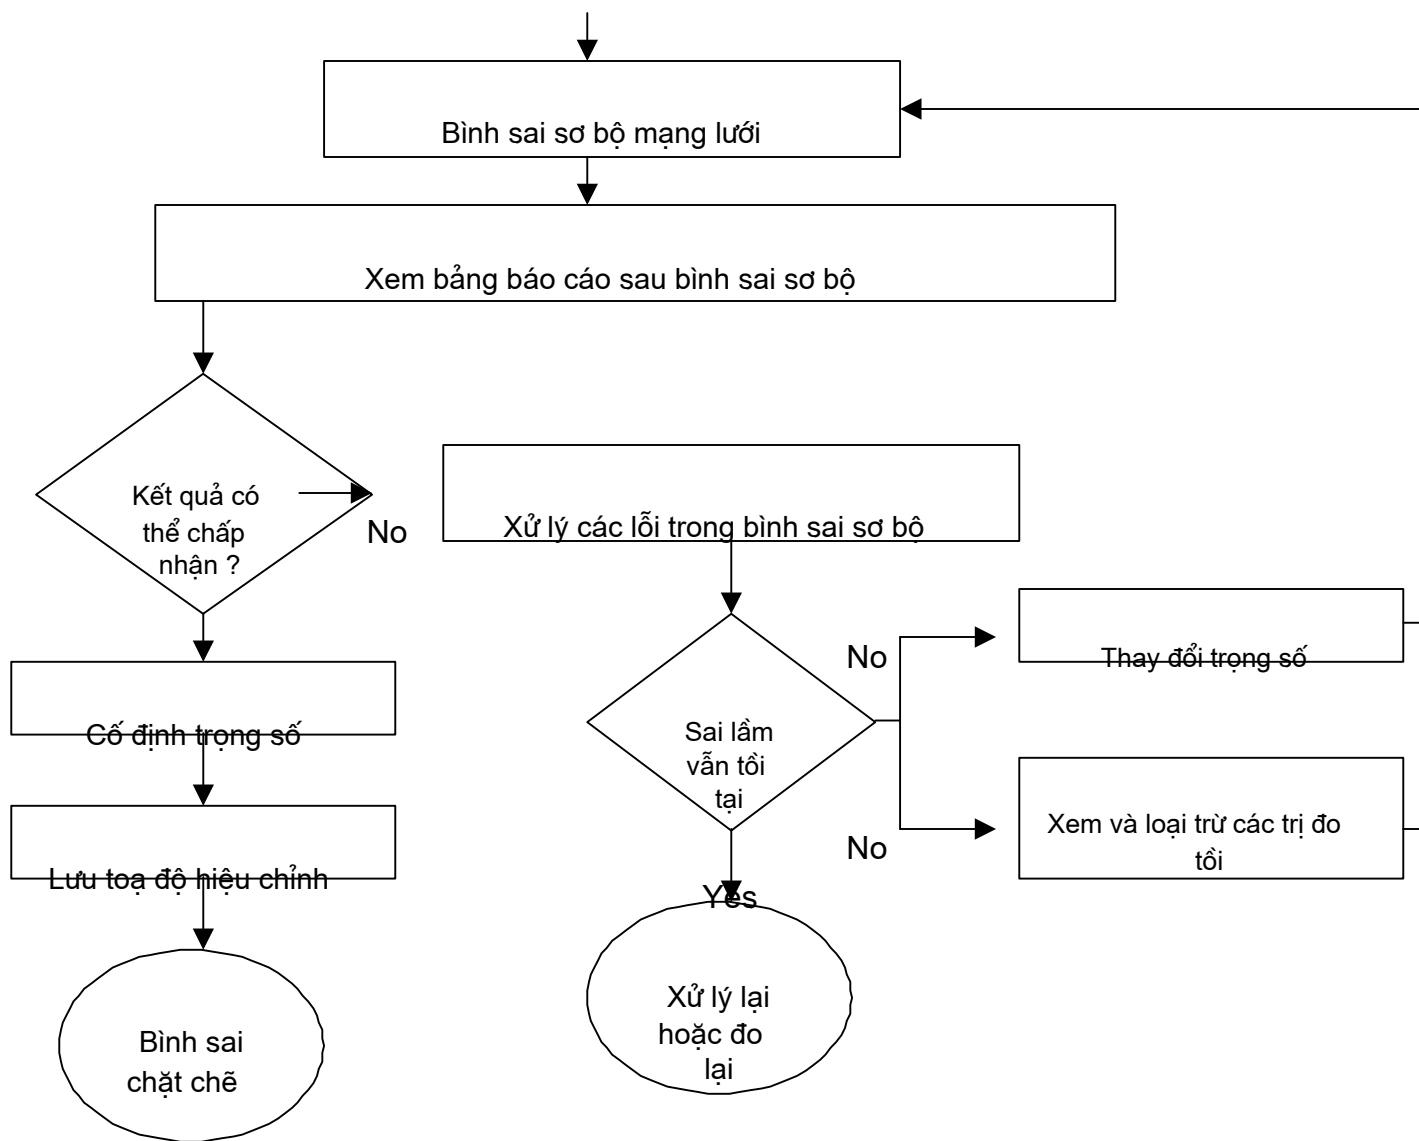 Bình sai sơ bộ mạng lưới
Xem bảng báo cáo sau bình sai sơ bộ
Kết quả có
thể chấp
nhận ?
No
Xử lý các lỗi trong bình sai sơ bộ
No
Thay đổi trọng số
Cố định trọng số
Sai lầm
vẫn tồi
tại
Xem và loại trừ các trị đo
tồi
No
Lưu toạ độ hiệu chỉnh
Yes
Xử lý lại
hoặc đo
lại
Bình sai
chặt chẽ